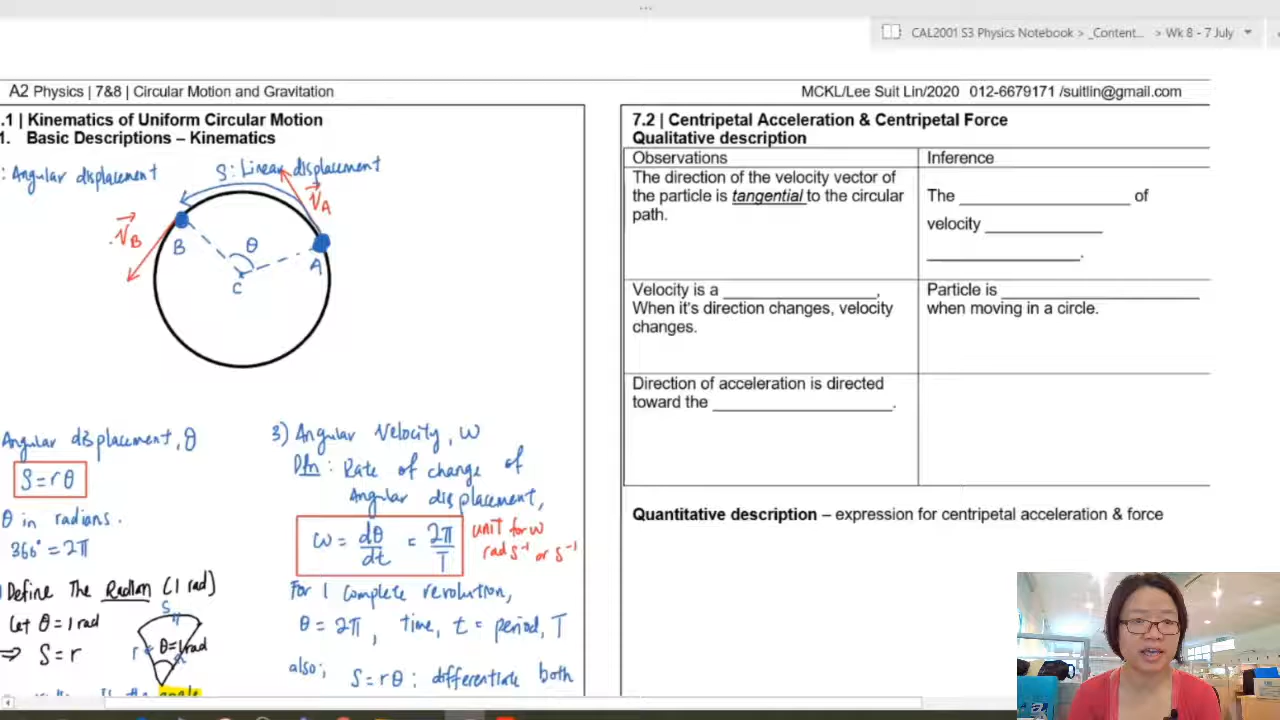 CAL2001 S3 Physics Notebook > _Content... > Wk 8 - 7 July
A2 Physics | 7&8 | Circular Motion and Gravitation
MCKL/Lee Suit Lin/2020 012-6679171 /suitlin@gmail.com
.1 | Kinematics of Uniform Circular Motion
1. Basic Descriptions – Kinematics
: Angular displacement
S: Linear displacement
V_A
V_B
B
θ
A
C
Angular displacement, θ
S = rθ
θ in radians.
360° = 2π
Define The Radian (1 rad)
Let θ = 1 rad
⇒ S = r
S
r
θ=1rad
angle
3) Angular Velocity, ω
Dfn: Rate of change of
Angular displacement,
ω = dθ/dt = 2π/T
unit for ω
rad s⁻¹ or s⁻¹
For 1 complete revolution,
θ = 2π, time, t = period, T
also; S = rθ : differentiate both
7.2 | Centripetal Acceleration & Centripetal Force
Qualitative description
Observations
Inference
The direction of the velocity vector of
the particle is tangential to the circular
path.
The ____________________ of
velocity ______________
__________________.
Velocity is a __________________,
When it's direction changes, velocity
changes.
Particle is ____________________
when moving in a circle.
Direction of acceleration is directed
toward the _____________________.
Quantitative description – expression for centripetal acceleration & force